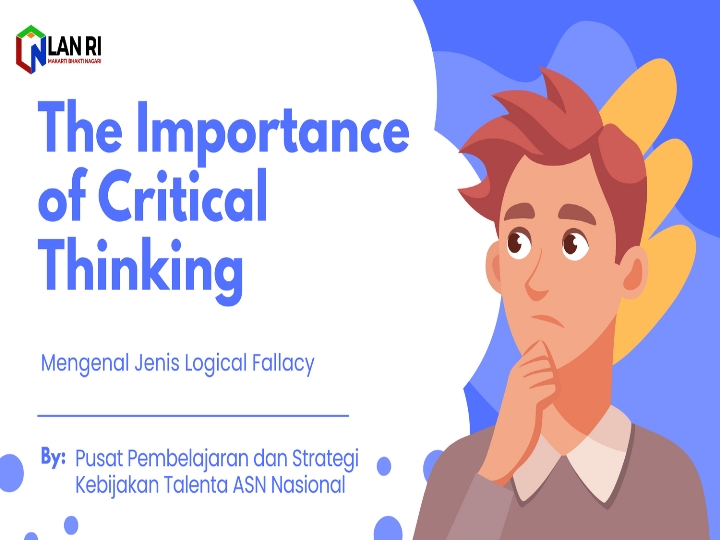 LAN RI
MAKARTI BHAKTI NAGARI
The Importance
of Critical
Thinking
Mengenal Jenis Logical Fallacy
By: Pusat Pembelajaran dan Strategi
Kebijakan Talenta ASN Nasional